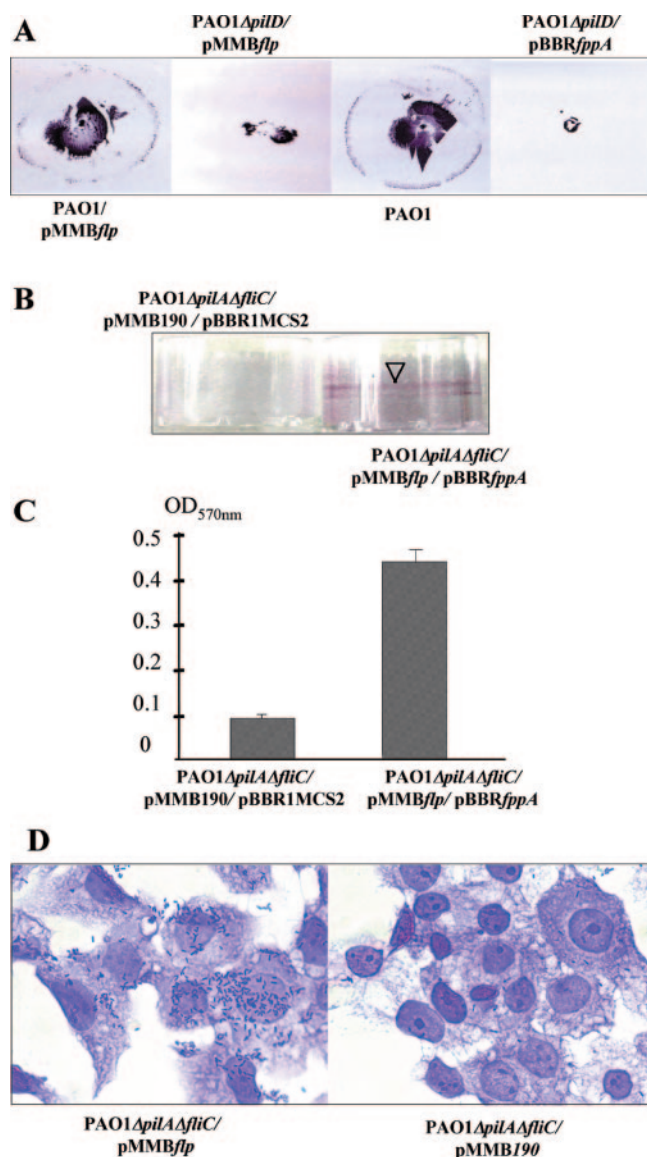 A
PAO1ΔpilD/
pMMBflp
PAO1ΔpilD/
pBBRfppA
PAO1/
pMMBflp
PAO1
B
PAO1ΔpilAΔfliC/
pMMB190 / pBBR1MCS2
PAO1ΔpilAΔfliC/
pMMBflp / pBBRfppA
C
OD570nm
0.5
0.4
0.3
0.2
0.1
0
PAO1ΔpilAΔfliC/
pMMB190/ pBBR1MCS2
PAO1ΔpilAΔfliC/
pMMBflp/ pBBRfppA
D
PAO1ΔpilAΔfliC/
pMMBflp
PAO1ΔpilAΔfliC/
pMMB190